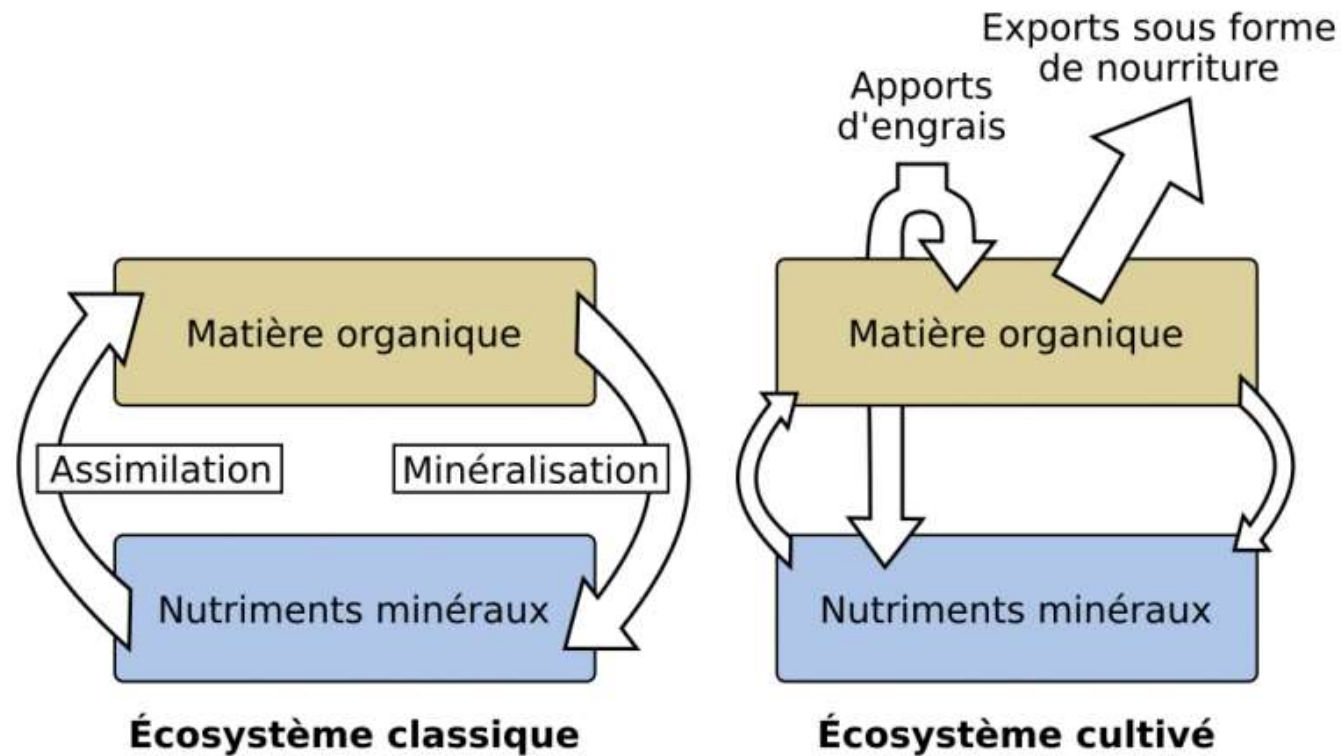 Exports sous forme
de nourriture
Apports
d'engrais
Matière organique
Matière organique
Assimilation
Minéralisation
Nutriments minéraux
Nutriments minéraux
Écosystème classique
Écosystème cultivé